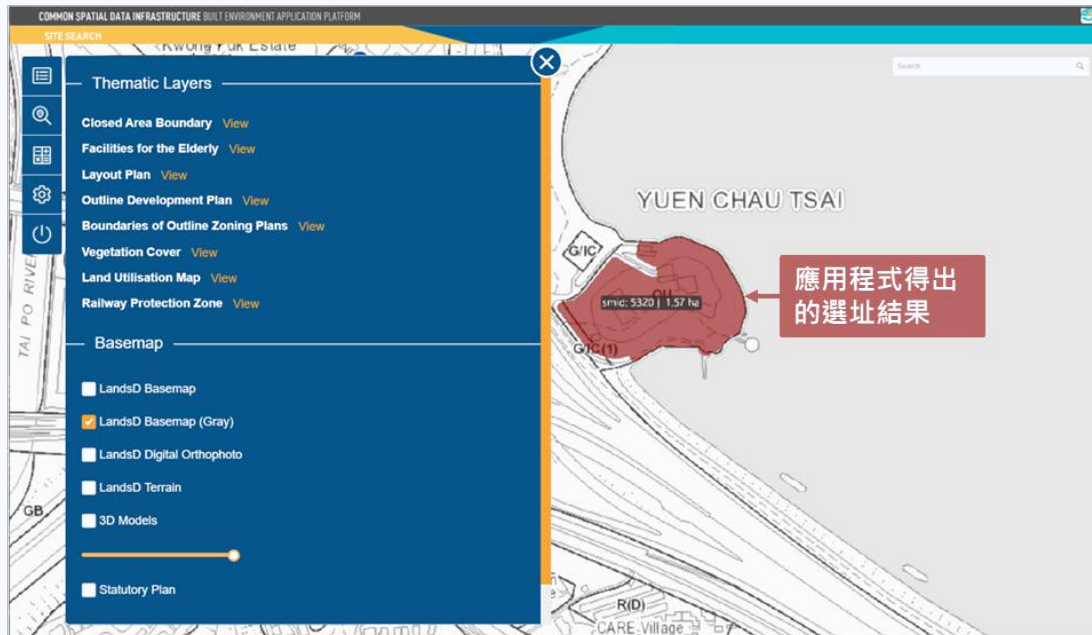 COMMON SPATIAL DATA INFRASTRUCTURE BUILT ENVIRONMENT APPLICATION PLATFORM
SITE SEARCH
Kwong Yuk Estate
Search
Thematic Layers
Closed Area Boundary View
Facilities for the Elderly View
Layout Plan View
Outline Development Plan View
Boundaries of Outline Zoning Plans View
Vegetation Cover View
Land Utilisation Map View
Railway Protection Zone View
Basemap
LandsD Basemap
LandsD Basemap (Gray)
LandsD Digital Orthophoto
LandsD Terrain
3D Models
Statutory Plan
TAI PO RIVER
GB
YUEN CHAU TSAI
G/IC
OU
smid: 5320 | 1.57 ha
G/IC(1)
應用程式得出
的選址結果
R(D)
CARE Village